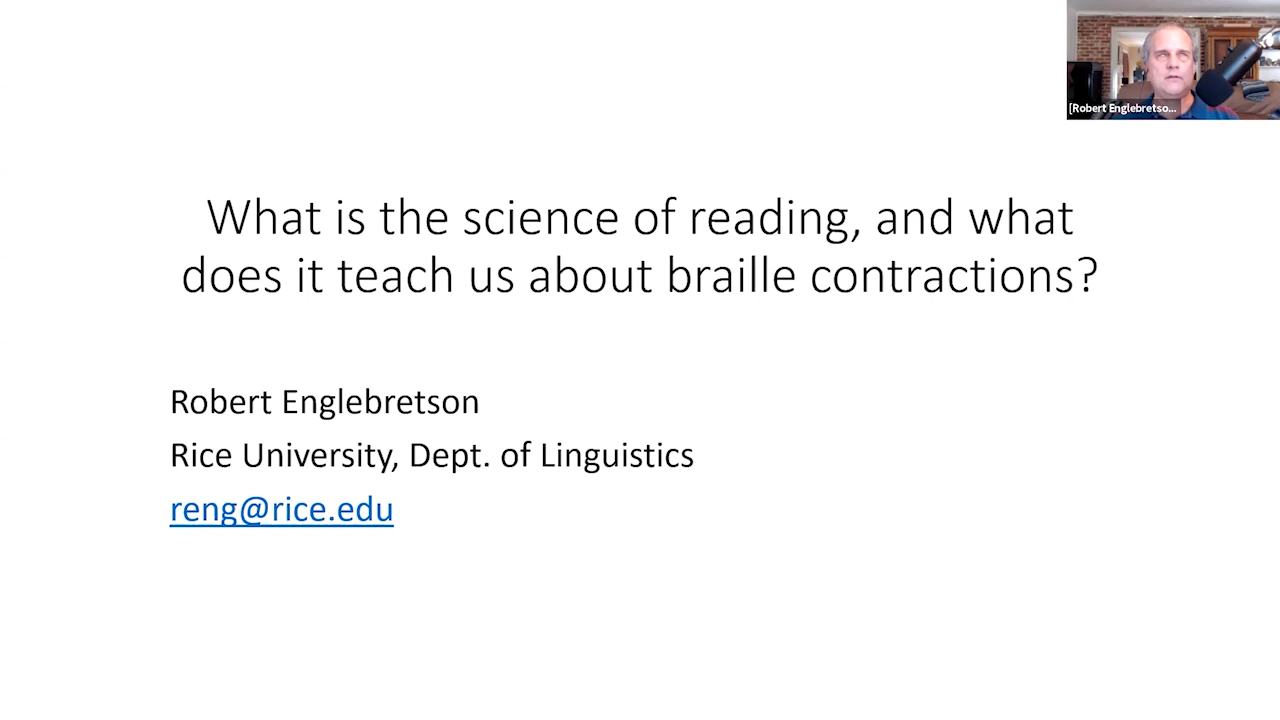 [Robert Englebretso...
What is the science of reading, and what
does it teach us about braille contractions?
Robert Englebretson
Rice University, Dept. of Linguistics
reng@rice.edu